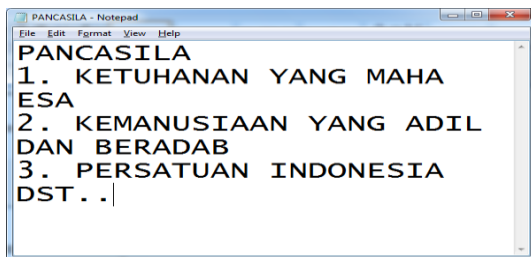 PANCASILA - Notepad
File Edit Format View Help
PANCASILA
1. KETUHANAN YANG MAHA
ESA
2. KEMANUSIAAN YANG ADIL
DAN BERADAB
3. PERSATUAN INDONESIA
DST..